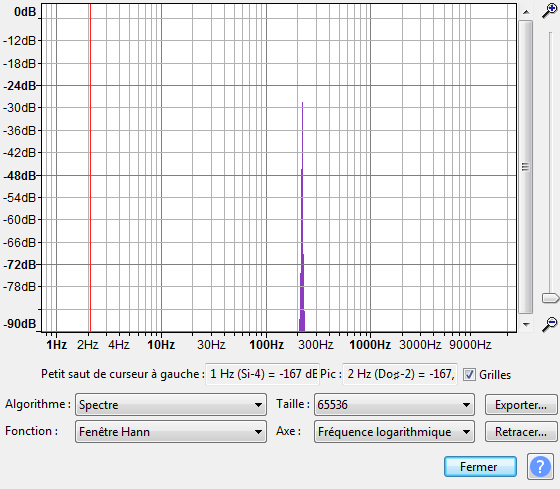 0dB
-12dB
-18dB
-24dB
-30dB
-36dB
-42dB
-48dB
-54dB
-60dB
-66dB
-72dB
-78dB
-90dB
1Hz 2Hz 4Hz 10Hz 30Hz 100Hz 300Hz 1000Hz 3000Hz 9000Hz
Petit saut de curseur à gauche : 1 Hz (Si-4) = -167 dB Pic : 2 Hz (Do♯-2) = -167, Grilles
Algorithme : Spectre Taille : 65536 Exporter...
Fonction : Fenêtre Hann Axe : Fréquence logarithmique Retracer...
Fermer ?